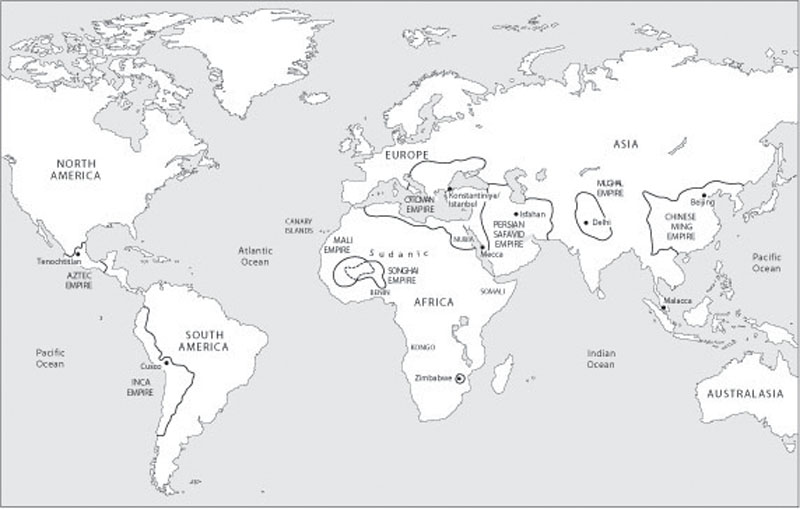 NORTH
AMERICA
EUROPE
ASIA
Konstantiniye/
Istanbul
OTTOMAN
EMPIRE
Isfahan
PERSIAN
SAFAVID
EMPIRE
MUGHAL
EMPIRE
Delhi
Beijing
CHINESE
MING
EMPIRE
Tenochtitlan
AZTEC
EMPIRE
Atlantic
Ocean
CANARY
ISLANDS
MALI
EMPIRE
Sudanic
NUBIA
Mecca
SONGHAI
EMPIRE
BENIN
AFRICA
SOMALI
Pacific
Ocean
Malacca
SOUTH
AMERICA
Pacific
Ocean
Cusco
INCA
EMPIRE
KONGO
Zimbabwe
Indian
Ocean
AUSTRALASIA